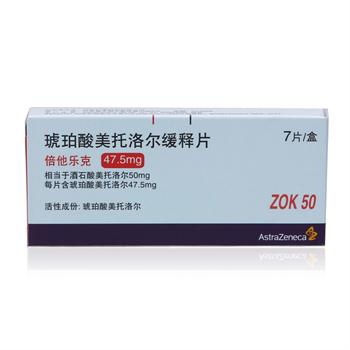 琥珀酸美托洛尔缓释片
7片/盒
倍他乐克 47.5mg
相当于酒石酸美托洛尔50mg
每片含琥珀酸美托洛尔47.5mg
活性成份: 琥珀酸美托洛尔
ZOK 50
AstraZeneca